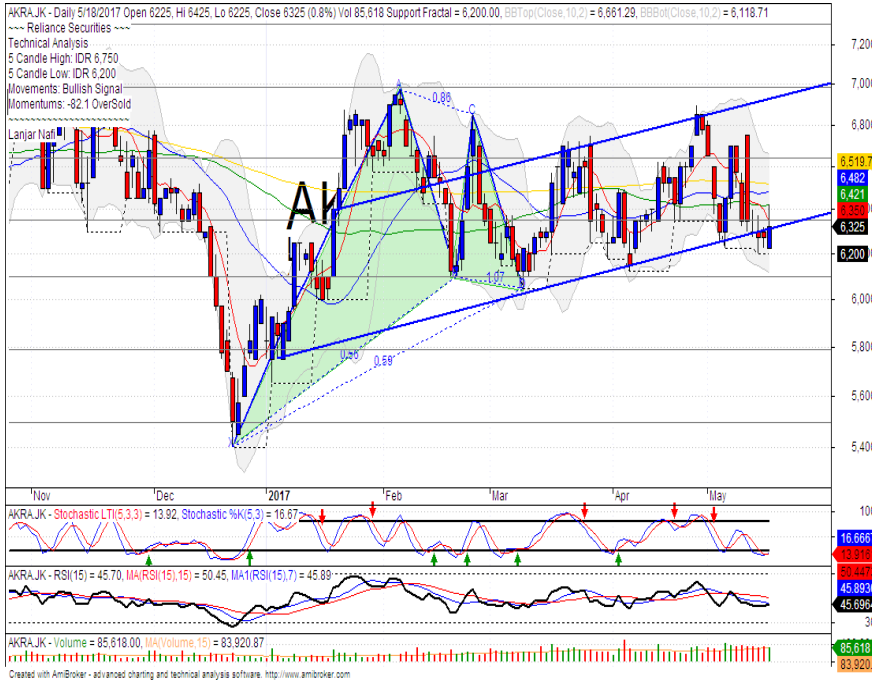 AKRA.JK - Daily 5/18/2017 Open 6225, Hi 6425, Lo 6225, Close 6325 (0.8%) Vol 85,618 Support Fractal = 6,200.00, BBTop(Close,10,2) = 6,661.29, BBBot(Close,10,2) = 6,118.71
~~~ Reliance Securities ~~~
Technical Analysis
5 Candle High: IDR 6,750
5 Candle Low: IDR 6,200
Movements: Bullish Signal
Momentums: -82.1 OverSold
Lanjar Nafi
7,200
7,000
6,800
6,519.7
6,482
6,421
6,325
6,200
6,000
5,800
5,600
5,400
A
0.86
C
AK
1.07
0.56
0.59
X
Nov Dec 2017 Feb Mar Apr May
AKRA.JK - Stochastic LTI(5,3,3) = 13.92, Stochastic %K(5,3) = 16.67
16.6667
13.918
AKRA.JK - RSI(15) = 45.70, MA(RSI(15),15) = 50.45, MA1(RSI(15),7) = 45.89
45.8930
45.6964
AKRA.JK - Volume = 85,618.00, MA(Volume,15) = 83,920.87
85,618
83,920.
Created with AmiBroker - advanced charting and technical analysis software. http://www.amibroker.com